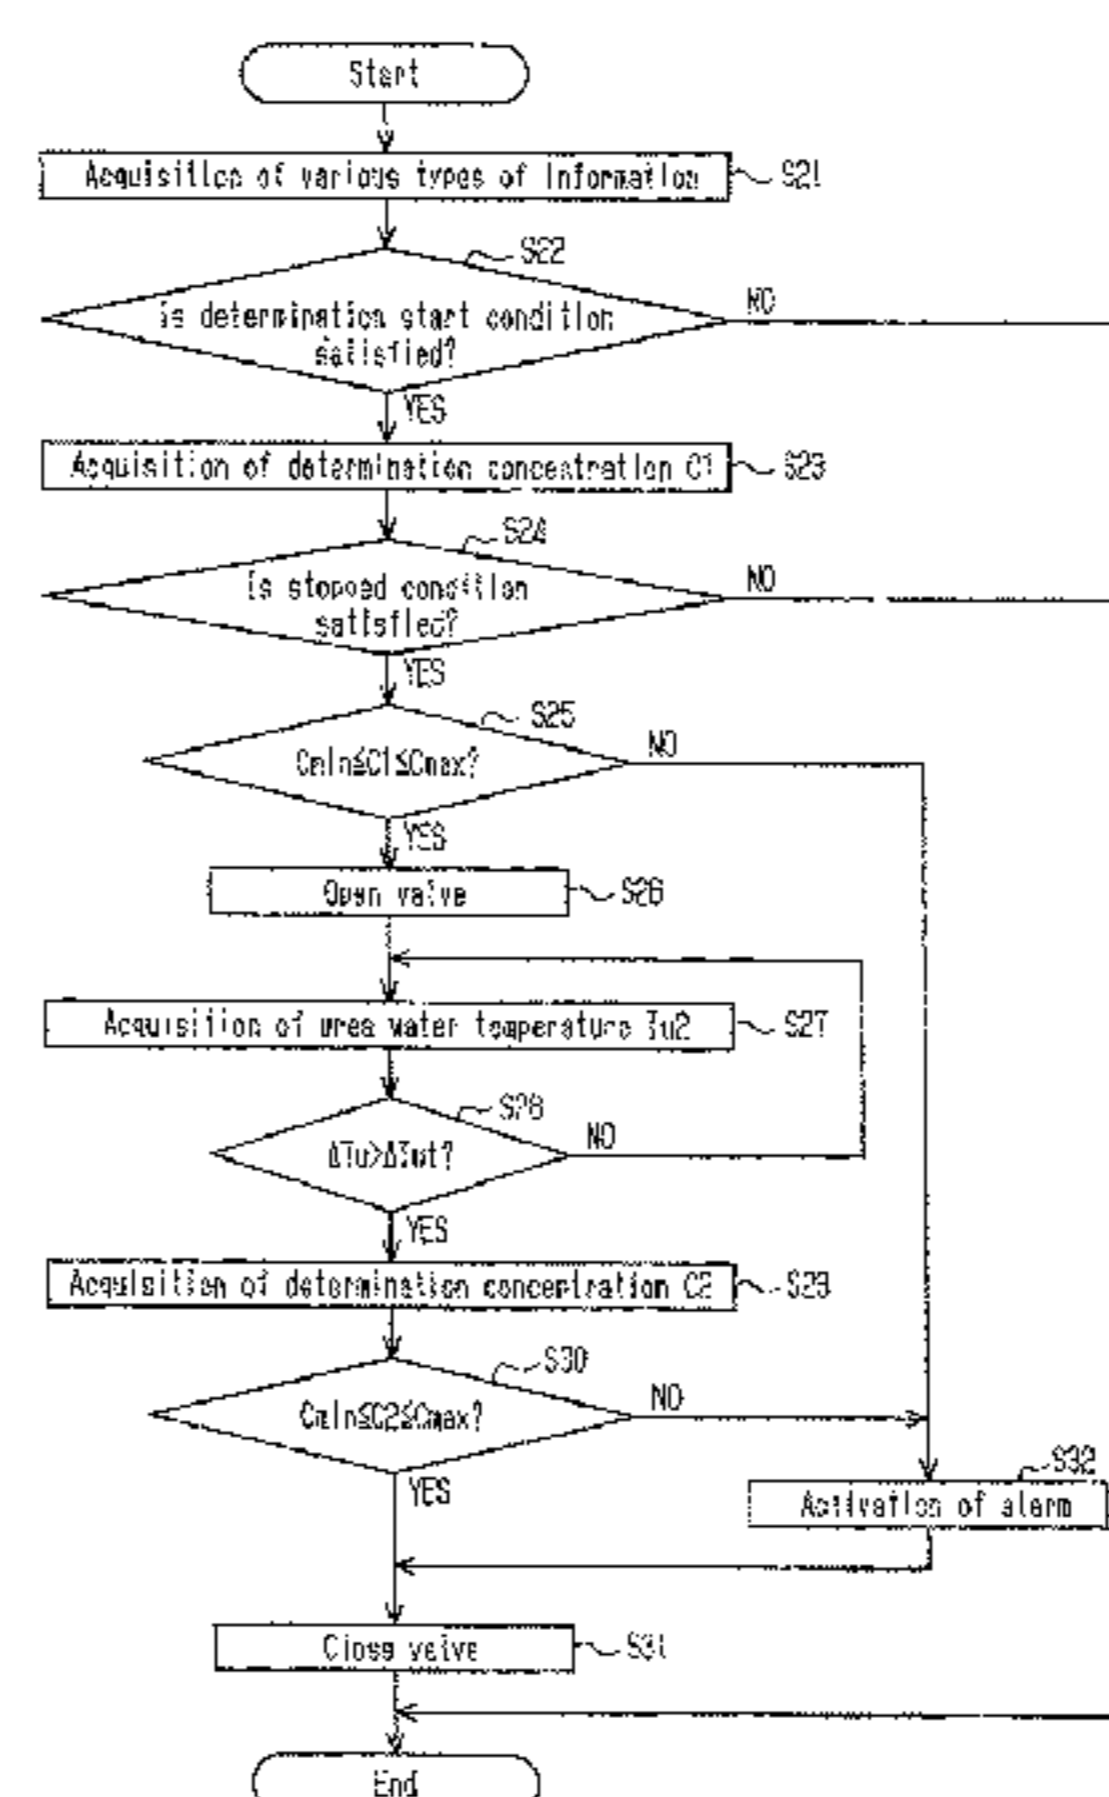 Start
Acquisition of various types of information
S21
S22
Is determination start condition
satisfied?
NO
YES
Acquisition of determination concentration C1
S23
S24
Is stopped condition
satisfied?
NO
YES
S25
Cmin≦C1≦Cmax?
NO
YES
Open valve
S26
Acquisition of urea water temperature Tu2
S27
S28
ΔTu>ΔTut?
NO
YES
Acquisition of determination concentration C2
S29
S30
Cmin≦C2≦Cmax?
NO
YES
S32
Activation of alarm
Close valve
S31
End